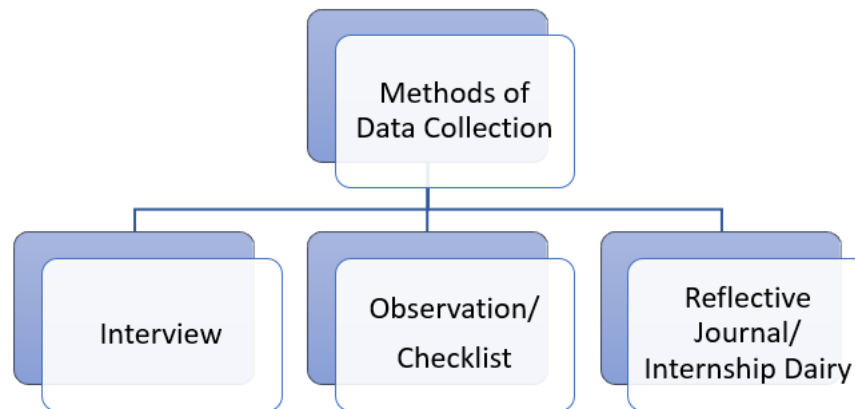 Methods of
Data Collection
Interview
Observation/
Checklist
Reflective
Journal/
Internship Dairy